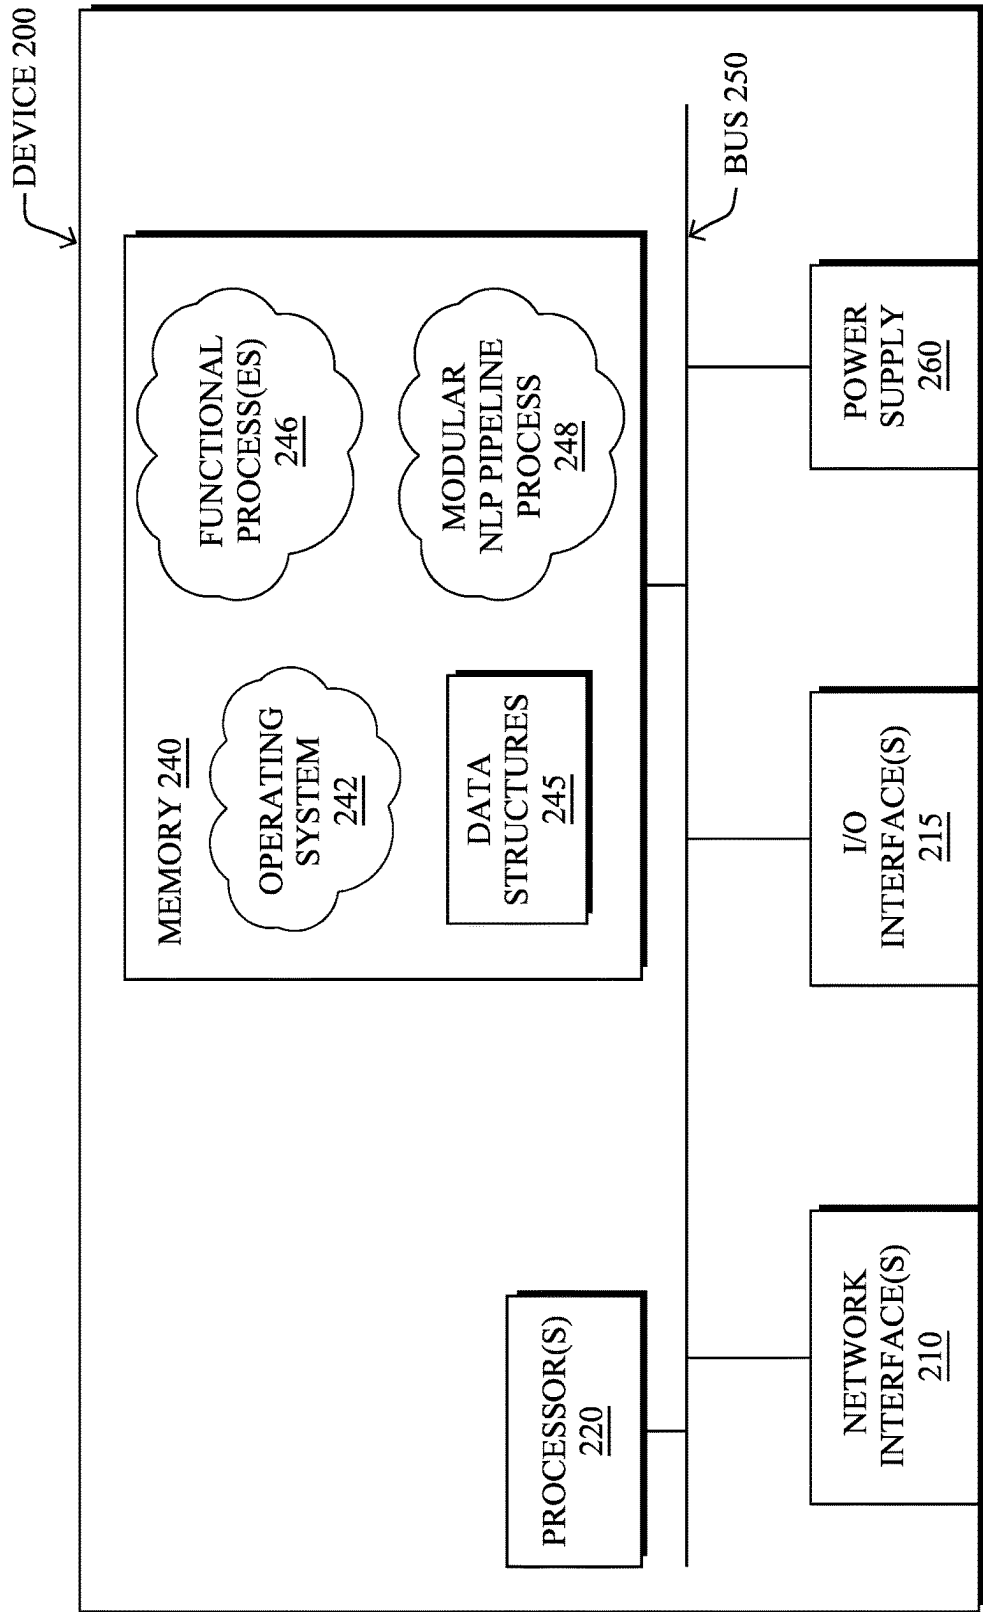 DEVICE 200
MEMORY 240
OPERATING
SYSTEM
242
FUNCTIONAL
PROCESS(ES)
246
DATA
STRUCTURES
245
MODULAR
NLP PIPELINE
PROCESS
248
PROCESSOR(S)
220
BUS 250
NETWORK
INTERFACE(S)
210
I/O
INTERFACE(S)
215
POWER
SUPPLY
260